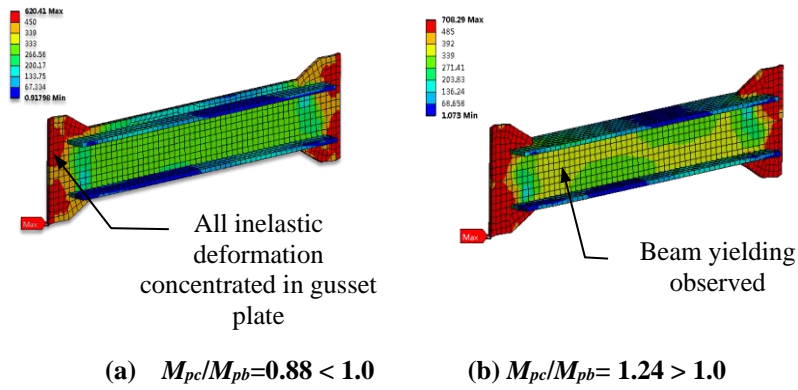 620.41 Max
450
339
333
266.56
200.17
133.75
67.334
0.91798 Min
Max
All inelastic
deformation
concentrated in gusset
plate
(a) Mpc/Mpb=0.88 < 1.0
708.29 Max
485
392
339
271.41
203.83
136.24
68.658
1.073 Min
Max
Beam yielding
observed
(b) Mpc/Mpb= 1.24 > 1.0